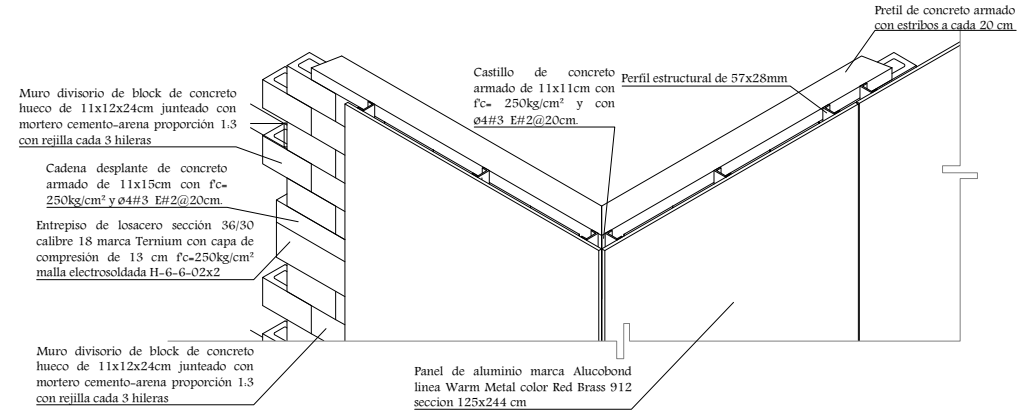 Pretil de concreto armado
con estribos a cada 20 cm
Castillo de concreto
armado de 11x11cm con
f'c= 250kg/cm² y con
ø4#3 E#2@20cm.
Perfil estructural de 57x28mm
Muro divisorio de block de concreto
hueco de 11x12x24cm junteado con
mortero cemento-arena proporción 1:3
con rejilla cada 3 hileras
Cadena desplante de concreto
armado de 11x15cm con f'c=
250kg/cm² y ø4#3 E#2@20cm.
Entrepiso de losacero sección 36/30
calibre 18 marca Ternium con capa de
compresión de 13 cm f'c=250kg/cm²
malla electrosoldada H-6-6-02x2
Muro divisorio de block de concreto
hueco de 11x12x24cm junteado con
mortero cemento-arena proporción 1:3
con rejilla cada 3 hileras
Panel de aluminio marca Alucobond
linea Warm Metal color Red Brass 912
seccion 125x244 cm